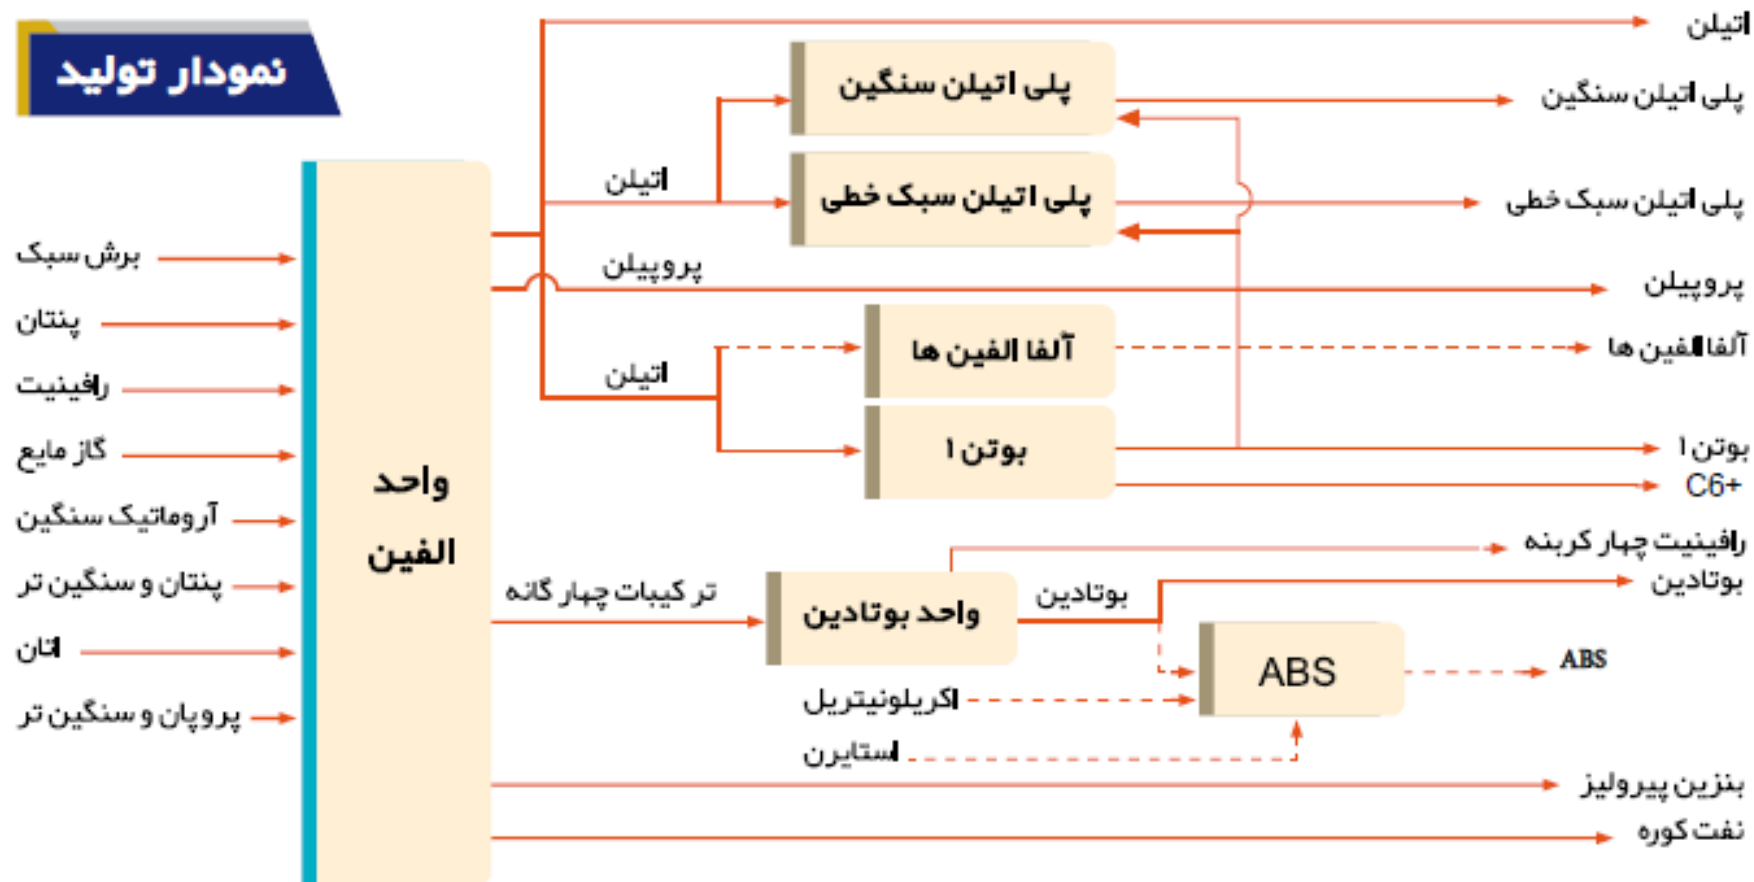 نمودار تولید
برش سبک
پنتان
رافینیت
گاز مایع
آروماتیک سنگین
پنتان و سنگین تر
اتان
پروپان و سنگین تر
واحد
الفین
اتیلن
پروپیلن
اتیلن
ترکیبات چهار گانه
پلی اتیلن سنگین
پلی اتیلن سبک خطی
آلفا الفین ها
بوتن ۱
واحد بوتادین
بوتادین
اکریلونیتریل
استایرن
ABS
اتیلن
پلی اتیلن سنگین
پلی اتیلن سبک خطی
پروپیلن
آلفا الفین ها
بوتن ۱
C6+
رافینیت چهار کربنه
بوتادین
ABS
بنزین پیرولیز
نفت کوره